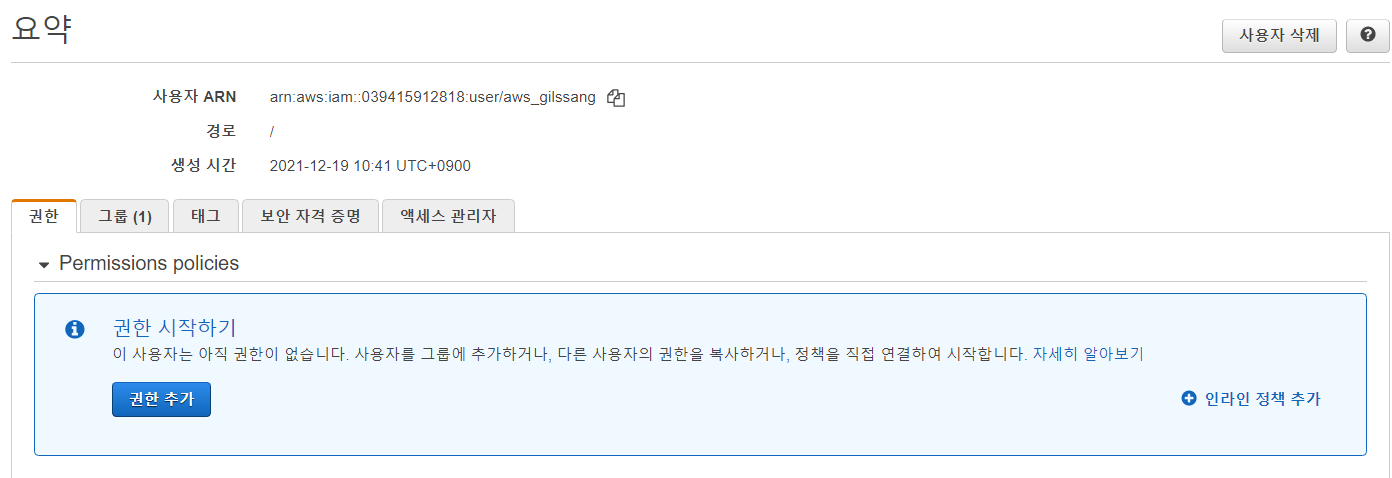 요약
사용자 삭제
사용자 ARN arn:aws:iam::039415912818:user/aws_gilssang
경로 /
생성 시간 2021-12-19 10:41 UTC+0900
권한 그룹 (1) 태그 보안 자격 증명 액세스 관리자
Permissions policies
권한 시작하기
이 사용자는 아직 권한이 없습니다. 사용자를 그룹에 추가하거나, 다른 사용자의 권한을 복사하거나, 정책을 직접 연결하여 시작합니다. 자세히 알아보기
권한 추가 인라인 정책 추가